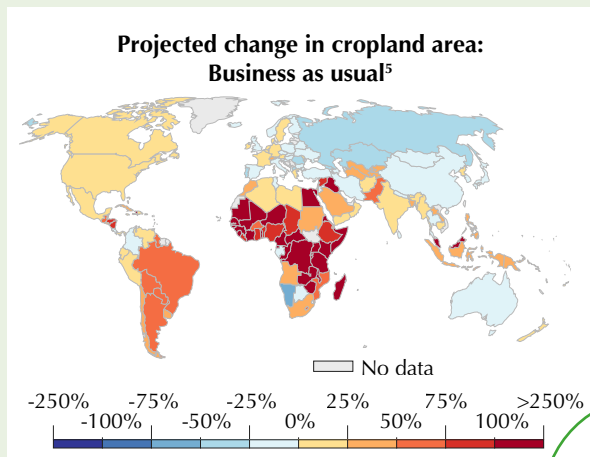 Projected change in cropland area:
Business as usual⁵
No data
-250% -75% -25% 25% 75% >250%
-100% -50% 0% 50% 100%